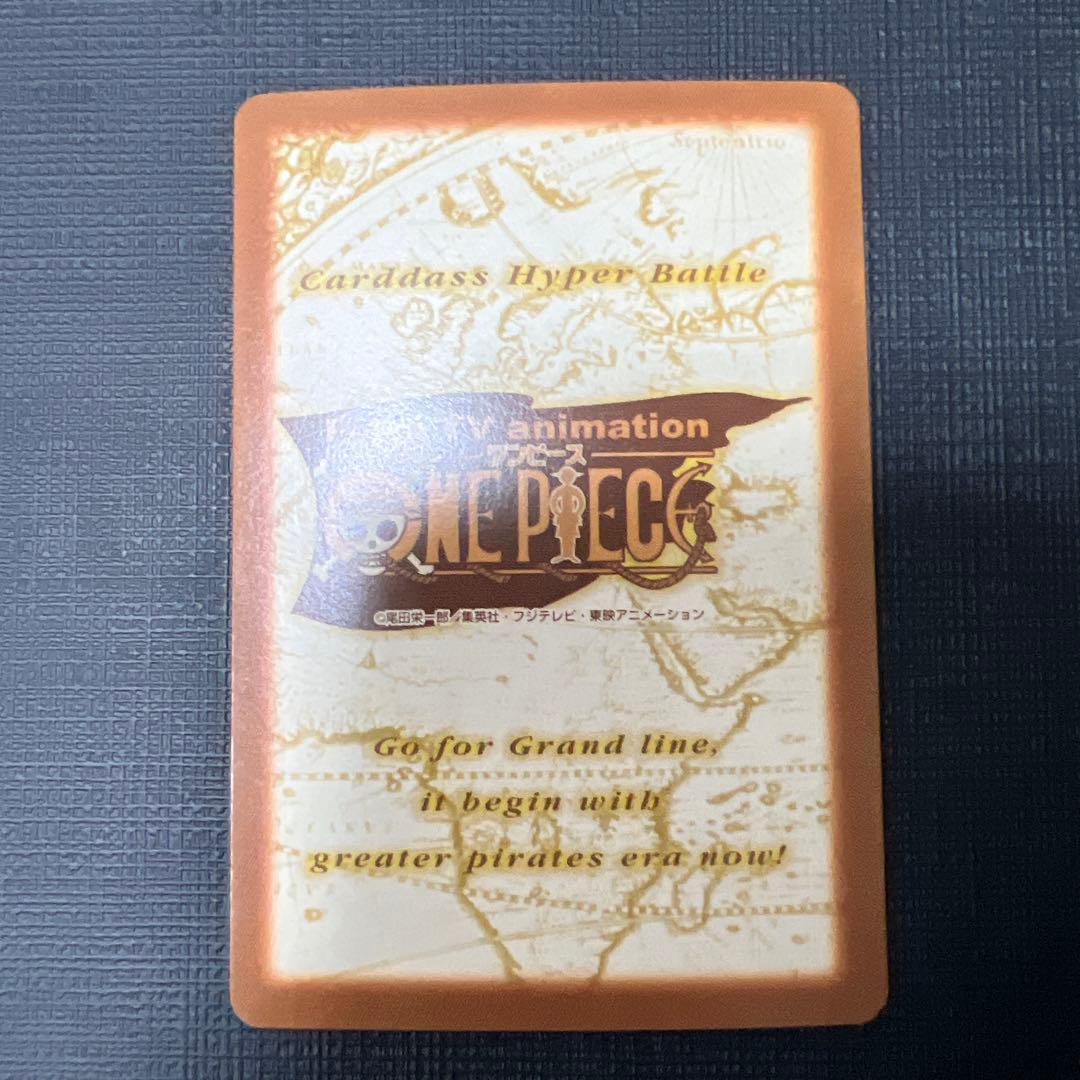 Septentrio
Carddass Hyper Battle
TV animation
ワンピース
ONE PIECE
©尾田栄一郎／集英社・フジテレビ・東映アニメーション
Go for Grand line,
it begin with
greater pirates era now!